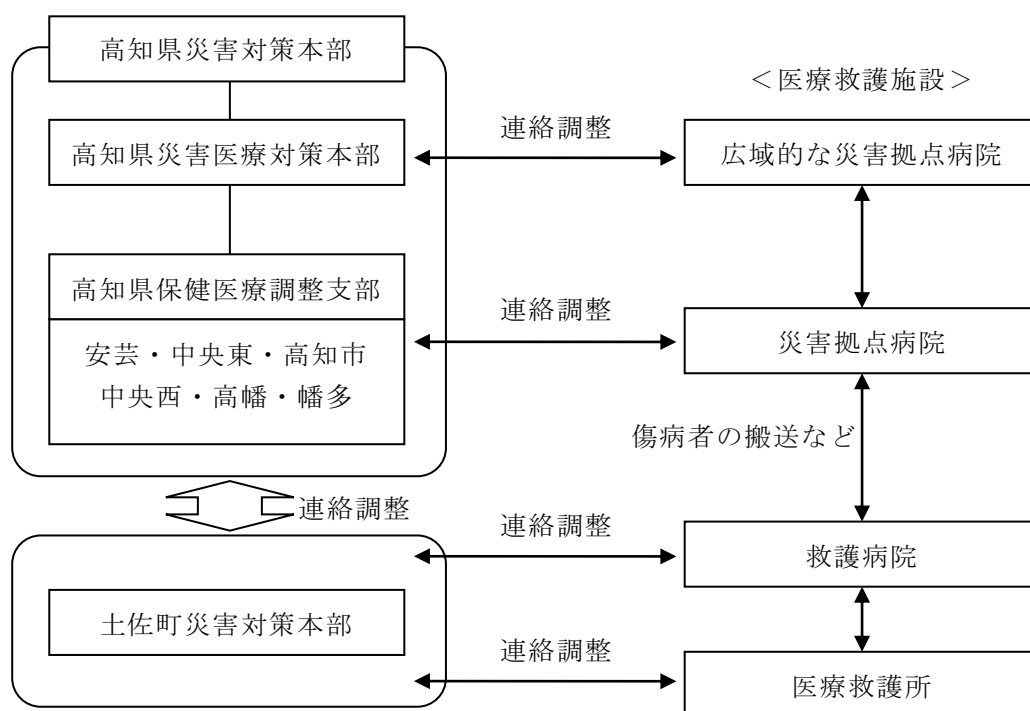 高知県災害対策本部
＜医療救護施設＞
高知県災害医療対策本部
連絡調整
広域的な災害拠点病院
高知県保健医療調整支部
安芸・中央東・高知市
中央西・高幡・幡多
連絡調整
災害拠点病院
傷病者の搬送など
連絡調整
連絡調整
救護病院
土佐町災害対策本部
連絡調整
医療救護所